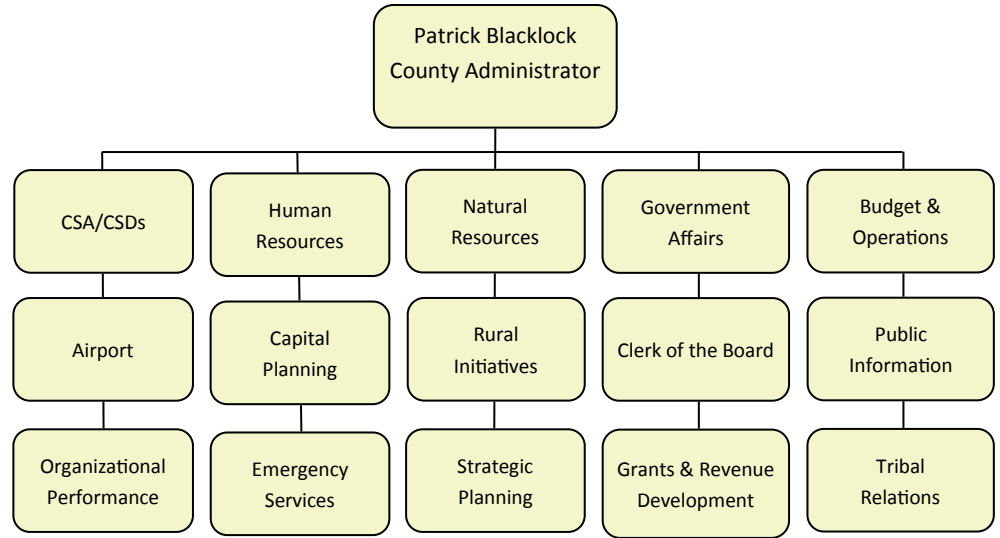 Patrick Blacklock
County Administrator
CSA/CSDs
Human
Resources
Natural
Resources
Government
Affairs
Budget &
Operations
Airport
Capital
Planning
Rural
Initiatives
Clerk of the Board
Public
Information
Organizational
Performance
Emergency
Services
Strategic
Planning
Grants & Revenue
Development
Tribal
Relations